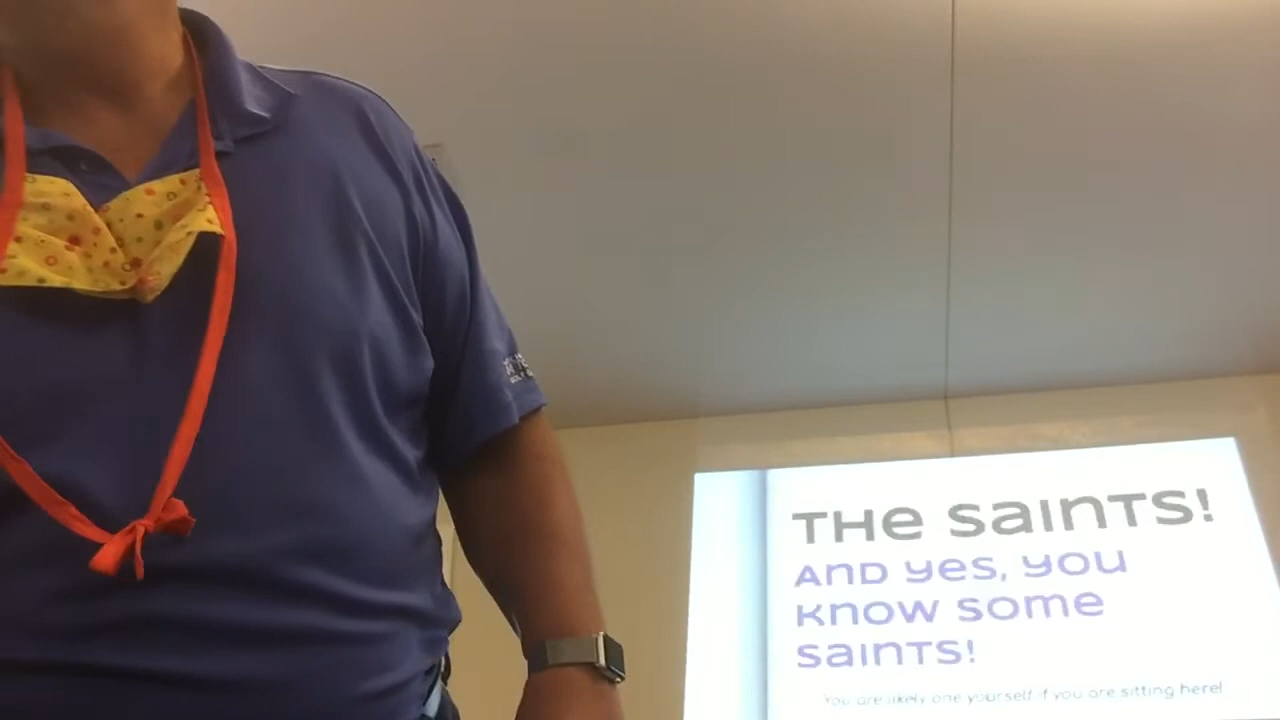 THe saInTS!
AnD yes, you
know some
saInTS!
You are likely one yourself if you are sitting here!